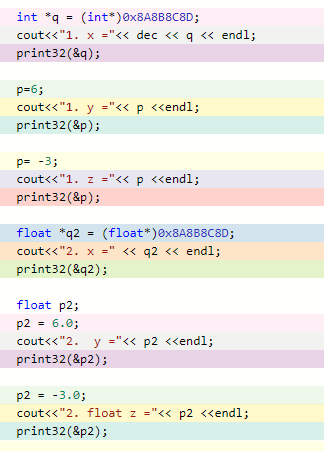 int *q = (int*)0x8A8B8C8D;
cout<<"1. x ="<< dec << q << endl;
print32(&q);
p=6;
cout<<"1. y ="<< p <<endl;
print32(&p);
p= -3;
cout<<"1. z ="<< p <<endl;
print32(&p);
float *q2 = (float*)0x8A8B8C8D;
cout<<"2. x =" << q2 << endl;
print32(&q2);
float p2;
p2 = 6.0;
cout<<"2.  y ="<< p2 <<endl;
print32(&p2);
p2 = -3.0;
cout<<"2. float z ="<< p2 <<endl;
print32(&p2);